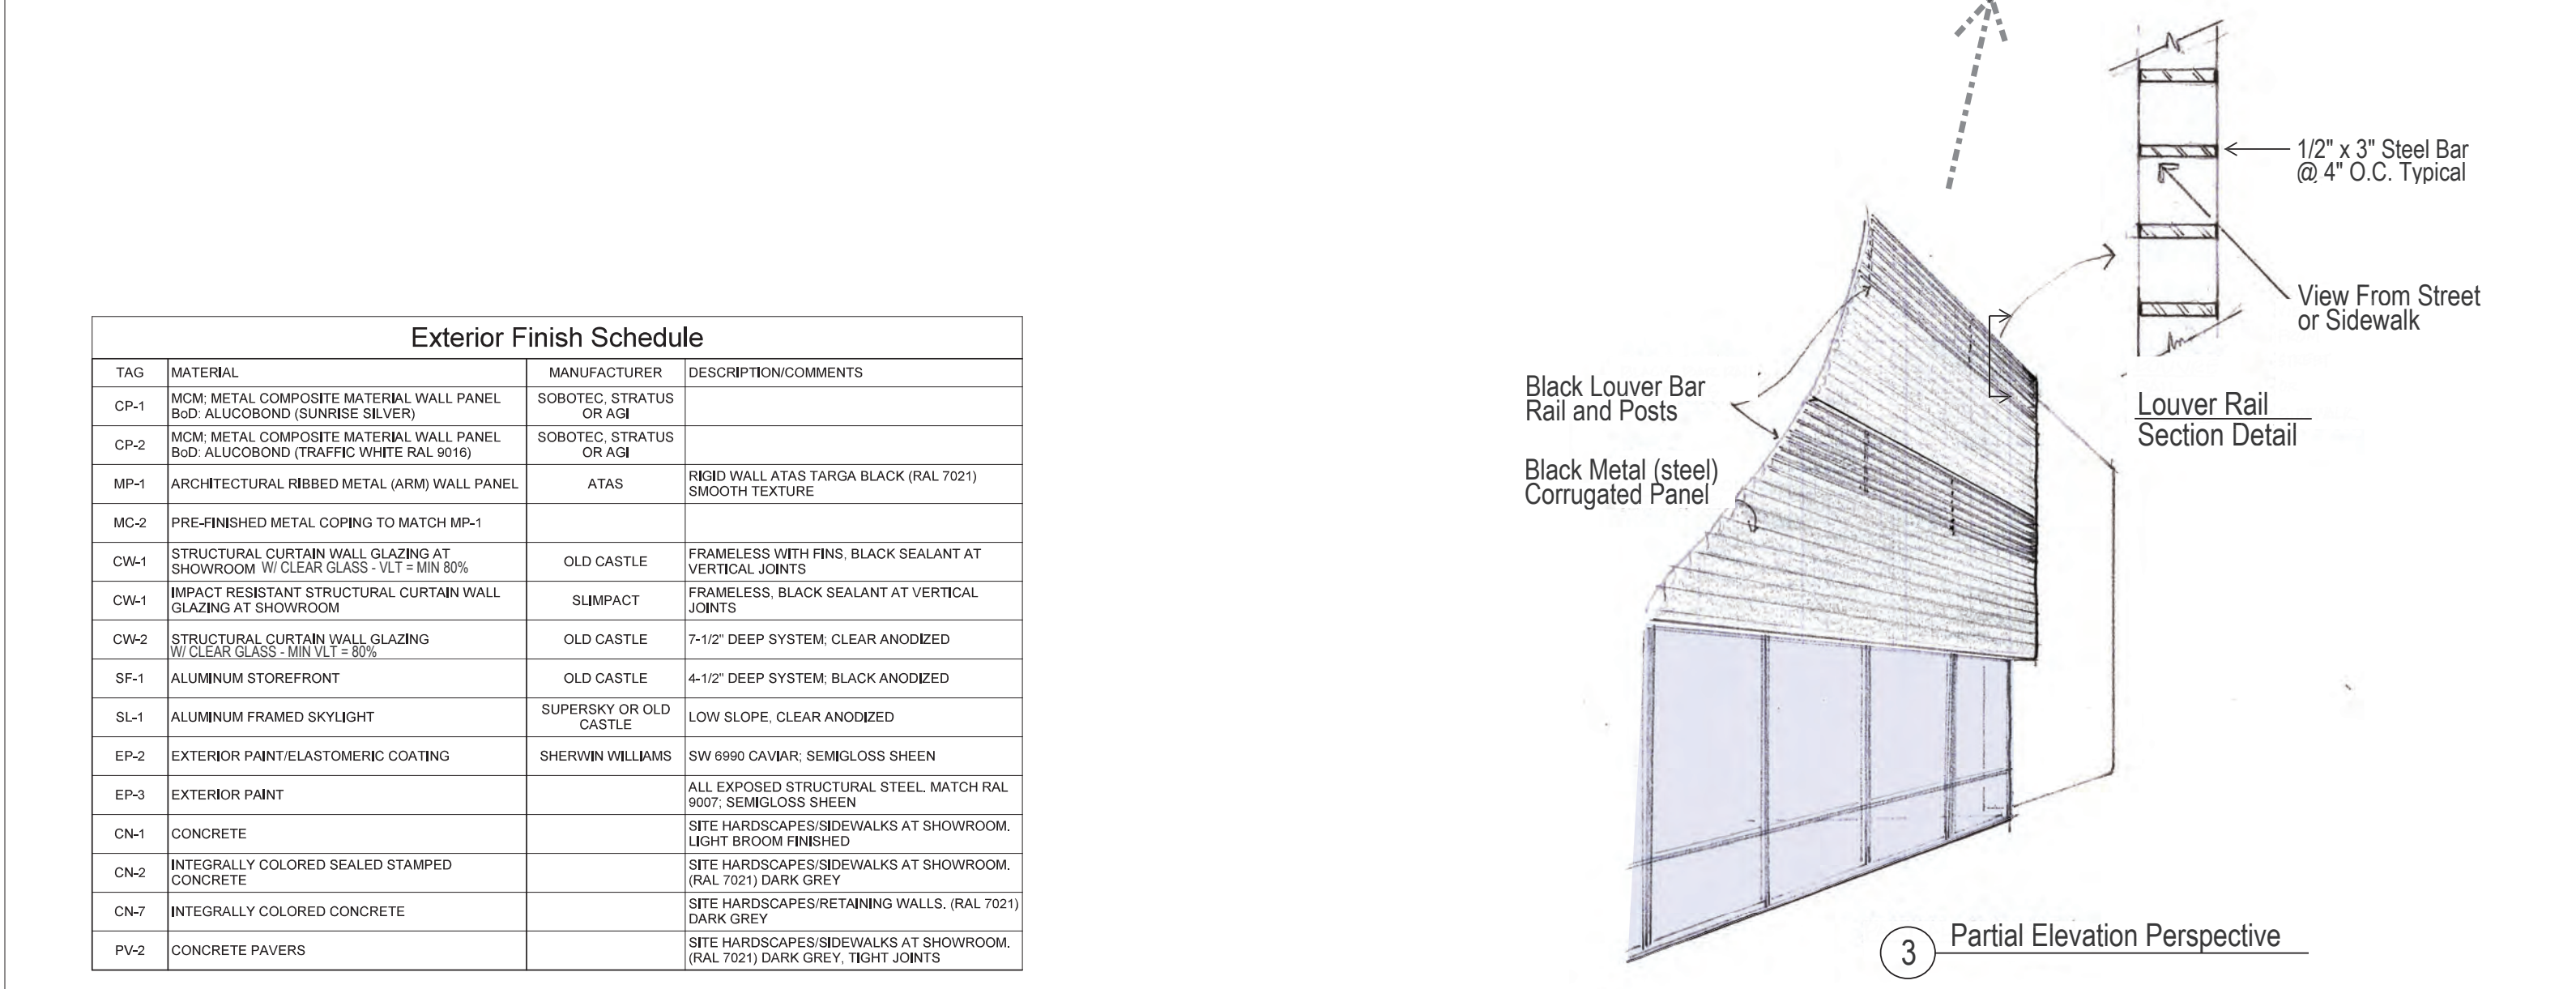 Exterior Finish Schedule
TAG MATERIAL MANUFACTURER DESCRIPTION/COMMENTS
CP-1 MCM; METAL COMPOSITE MATERIAL WALL PANEL SOBOTEC, STRATUS
BoD: ALUCOBOND (SUNRISE SILVER) OR AGI
CP-2 MCM; METAL COMPOSITE MATERIAL WALL PANEL SOBOTEC, STRATUS
BoD: ALUCOBOND (TRAFFIC WHITE RAL 9016) OR AGI
MP-1 ARCHITECTURAL RIBBED METAL (ARM) WALL PANEL ATAS RIGID WALL ATAS TARGA BLACK (RAL 7021)
SMOOTH TEXTURE
MC-2 PRE-FINISHED METAL COPING TO MATCH MP-1
CW-1 STRUCTURAL CURTAIN WALL GLAZING AT OLD CASTLE FRAMELESS WITH FINS, BLACK SEALANT AT
SHOWROOM W/ CLEAR GLASS - VLT = MIN 80% VERTICAL JOINTS
CW-1 IMPACT RESISTANT STRUCTURAL CURTAIN WALL SLIMPACT FRAMELESS, BLACK SEALANT AT VERTICAL
GLAZING AT SHOWROOM JOINTS
CW-2 STRUCTURAL CURTAIN WALL GLAZING OLD CASTLE 7-1/2" DEEP SYSTEM; CLEAR ANODIZED
W/ CLEAR GLASS - MIN VLT = 80%
SF-1 ALUMINUM STOREFRONT OLD CASTLE 4-1/2" DEEP SYSTEM; BLACK ANODIZED
SL-1 ALUMINUM FRAMED SKYLIGHT SUPERSKY OR OLD LOW SLOPE, CLEAR ANODIZED
CASTLE
EP-2 EXTERIOR PAINT/ELASTOMERIC COATING SHERWIN WILLIAMS SW 6990 CAVIAR; SEMIGLOSS SHEEN
EP-3 EXTERIOR PAINT ALL EXPOSED STRUCTURAL STEEL. MATCH RAL
9007; SEMIGLOSS SHEEN
CN-1 CONCRETE SITE HARDSCAPES/SIDEWALKS AT SHOWROOM.
LIGHT BROOM FINISHED
CN-2 INTEGRALLY COLORED SEALED STAMPED SITE HARDSCAPES/SIDEWALKS AT SHOWROOM.
CONCRETE (RAL 7021) DARK GREY
CN-7 INTEGRALLY COLORED CONCRETE SITE HARDSCAPES/RETAINING WALLS. (RAL 7021)
DARK GREY
PV-2 CONCRETE PAVERS SITE HARDSCAPES/SIDEWALKS AT SHOWROOM.
(RAL 7021) DARK GREY, TIGHT JOINTS
1/2" x 3" Steel Bar
@ 4" O.C. Typical
View From Street
or Sidewalk
Louver Rail
Section Detail
Black Louver Bar
Rail and Posts
Black Metal (steel)
Corrugated Panel
3 Partial Elevation Perspective